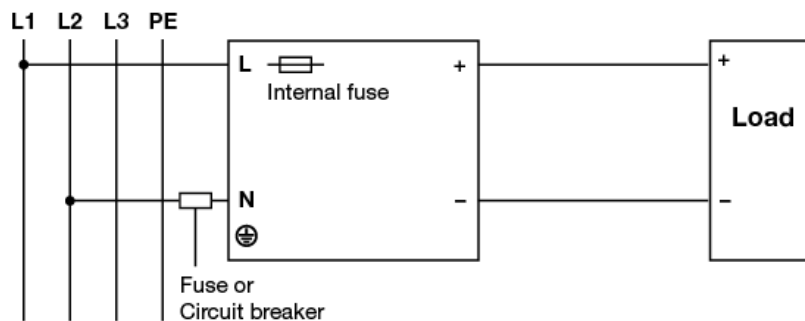 L1 L2 L3 PE
L
+
+
Internal fuse
Load
N
−
−
Fuse or
Circuit breaker